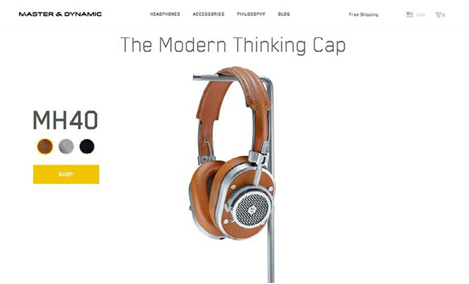 MASTER & DYNAMIC
HEADPHONES ACCESSORIES PHILOSOPHY BLOG
Free Shipping
The Modern Thinking Cap
MH40
SHOP